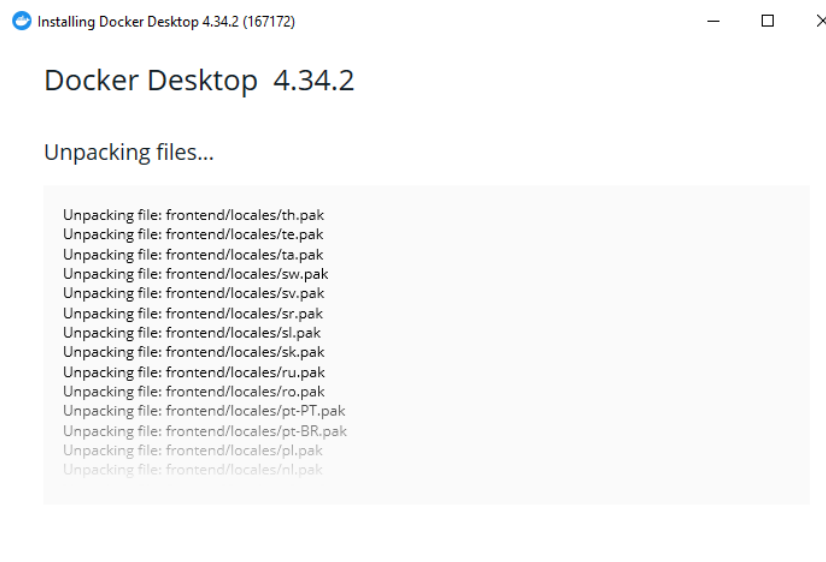 Installing Docker Desktop 4.34.2 (167172)
Docker Desktop 4.34.2
Unpacking files...
Unpacking file: frontend/locales/th.pak
Unpacking file: frontend/locales/te.pak
Unpacking file: frontend/locales/ta.pak
Unpacking file: frontend/locales/sw.pak
Unpacking file: frontend/locales/sv.pak
Unpacking file: frontend/locales/sr.pak
Unpacking file: frontend/locales/sl.pak
Unpacking file: frontend/locales/sk.pak
Unpacking file: frontend/locales/ru.pak
Unpacking file: frontend/locales/ro.pak
Unpacking file: frontend/locales/pt-PT.pak
Unpacking file: frontend/locales/pt-BR.pak
Unpacking file: frontend/locales/pl.pak
Unpacking file: frontend/locales/nl.pak